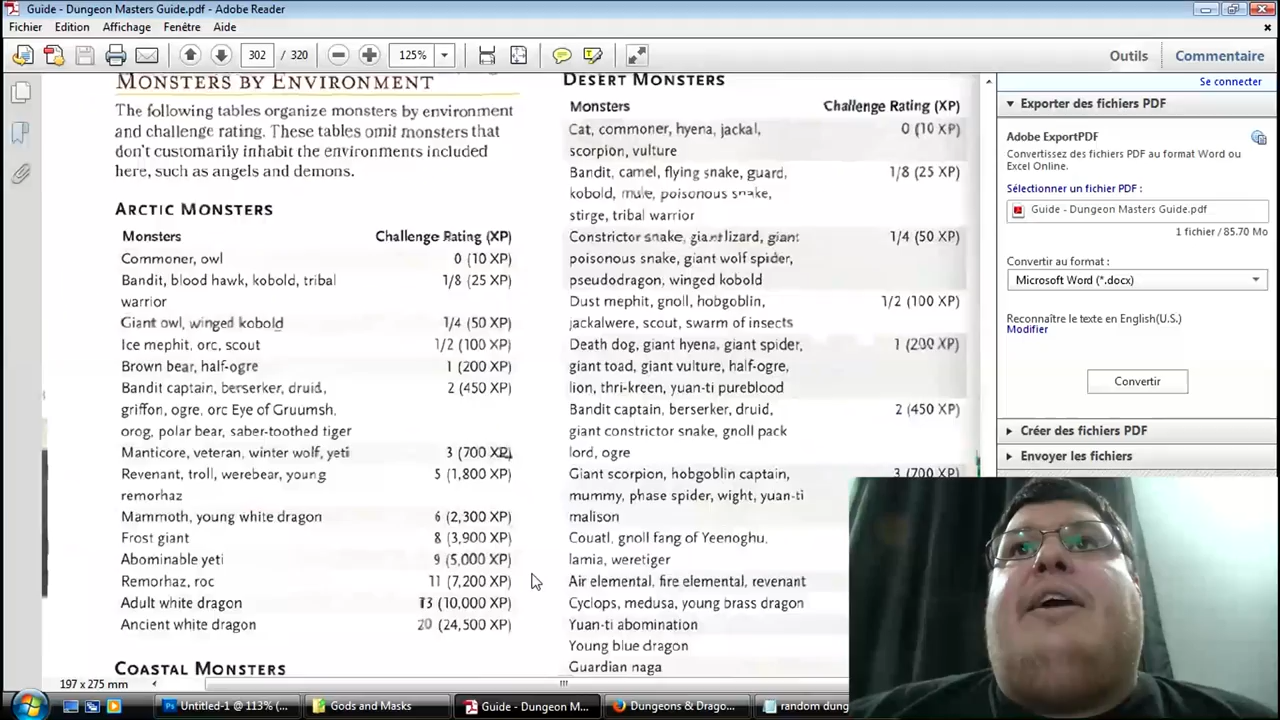 Guide - Dungeon Masters Guide.pdf - Adobe Reader
Fichier Edition Affichage Fenêtre Aide
302 / 320 125% Outils Commentaire
Se connecter
MONSTERS BY ENVIRONMENT
The following tables organize monsters by environment
and challenge rating. These tables omit monsters that
don't customarily inhabit the environments included
here, such as angels and demons.
ARCTIC MONSTERS
Monsters Challenge Rating (XP)
Commoner, owl 0 (10 XP)
Bandit, blood hawk, kobold, tribal 1/8 (25 XP)
warrior
Giant owl, winged kobold 1/4 (50 XP)
Ice mephit, orc, scout 1/2 (100 XP)
Brown bear, half-ogre 1 (200 XP)
Bandit captain, berserker, druid, 2 (450 XP)
griffon, ogre, orc Eye of Gruumsh,
orog, polar bear, saber-toothed tiger
Manticore, veteran, winter wolf, yeti 3 (700 XP)
Revenant, troll, werebear, young 5 (1,800 XP)
remorhaz
Mammoth, young white dragon 6 (2,300 XP)
Frost giant 8 (3,900 XP)
Abominable yeti 9 (5,000 XP)
Remorhaz, roc 11 (7,200 XP)
Adult white dragon 13 (10,000 XP)
Ancient white dragon 20 (24,500 XP)
COASTAL MONSTERS
DESERT MONSTERS
Monsters Challenge Rating (XP)
Cat, commoner, hyena, jackal, 0 (10 XP)
scorpion, vulture
Bandit, camel, flying snake, guard, 1/8 (25 XP)
kobold, mule, poisonous snake,
stirge, tribal warrior
Constrictor snake, giant lizard, giant 1/4 (50 XP)
poisonous snake, giant wolf spider,
pseudodragon, winged kobold
Dust mephit, gnoll, hobgoblin, 1/2 (100 XP)
jackalwere, scout, swarm of insects
Death dog, giant hyena, giant spider, 1 (200 XP)
giant toad, giant vulture, half-ogre,
lion, thri-kreen, yuan-ti pureblood
Bandit captain, berserker, druid, 2 (450 XP)
giant constrictor snake, gnoll pack
lord, ogre
Giant scorpion, hobgoblin captain, 3 (700 XP)
mummy, phase spider, wight, yuan-ti
malison
Couatl, gnoll fang of Yeenoghu,
lamia, weretiger
Air elemental, fire elemental, revenant
Cyclops, medusa, young brass dragon
Yuan-ti abomination
Young blue dragon
Guardian naga
Exporter des fichiers PDF
Adobe ExportPDF
Convertissez des fichiers PDF au format Word ou
Excel Online.
Sélectionner un fichier PDF :
Guide - Dungeon Masters Guide.pdf
1 fichier / 85.70 Mo
Convertir au format :
Microsoft Word (*.docx)
Reconnaître le texte en English(U.S.)
Modifier
Convertir
Créer des fichiers PDF
Envoyer les fichiers
197 x 275 mm
Untitled-1 @ 113% (... Gods and Masks Guide - Dungeon M... Dungeons & Drago... random dung